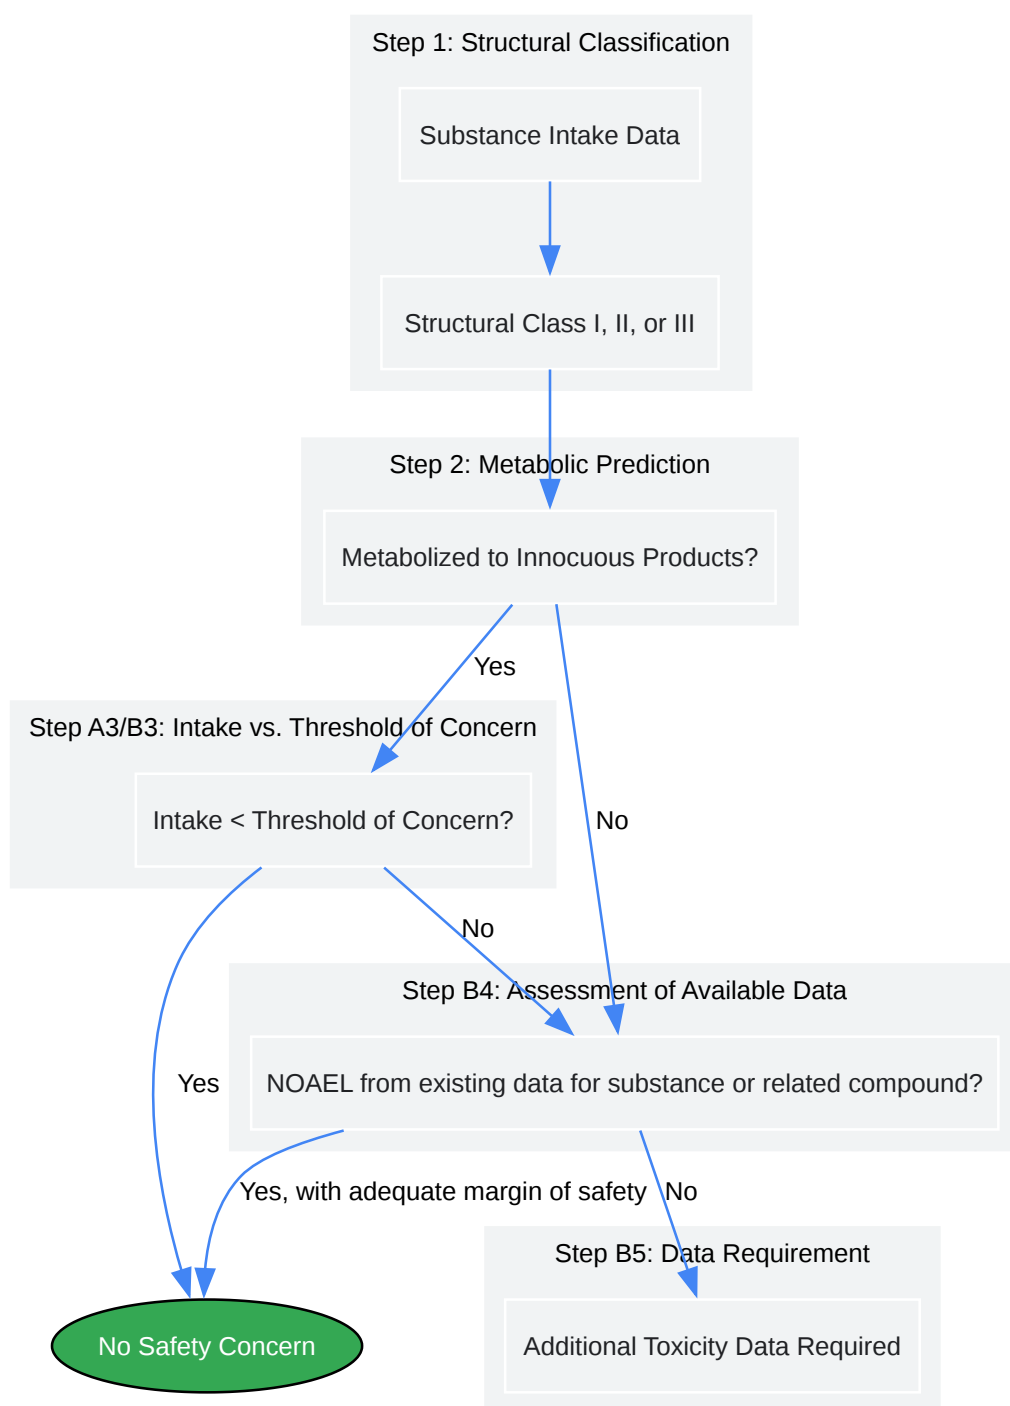 Step 1: Structural Classification
Substance Intake Data
Structural Class I, II, or III
Step 2: Metabolic Prediction
Metabolized to Innocuous Products?
Yes
Step A3/B3: Intake vs. Threshold of Concern
Intake < Threshold of Concern?
No
No
Step B4: Assessment of Available Data
Yes
NOAEL from existing data for substance or related compound?
Yes, with adequate margin of safety
No
Step B5: Data Requirement
No Safety Concern
Additional Toxicity Data Required